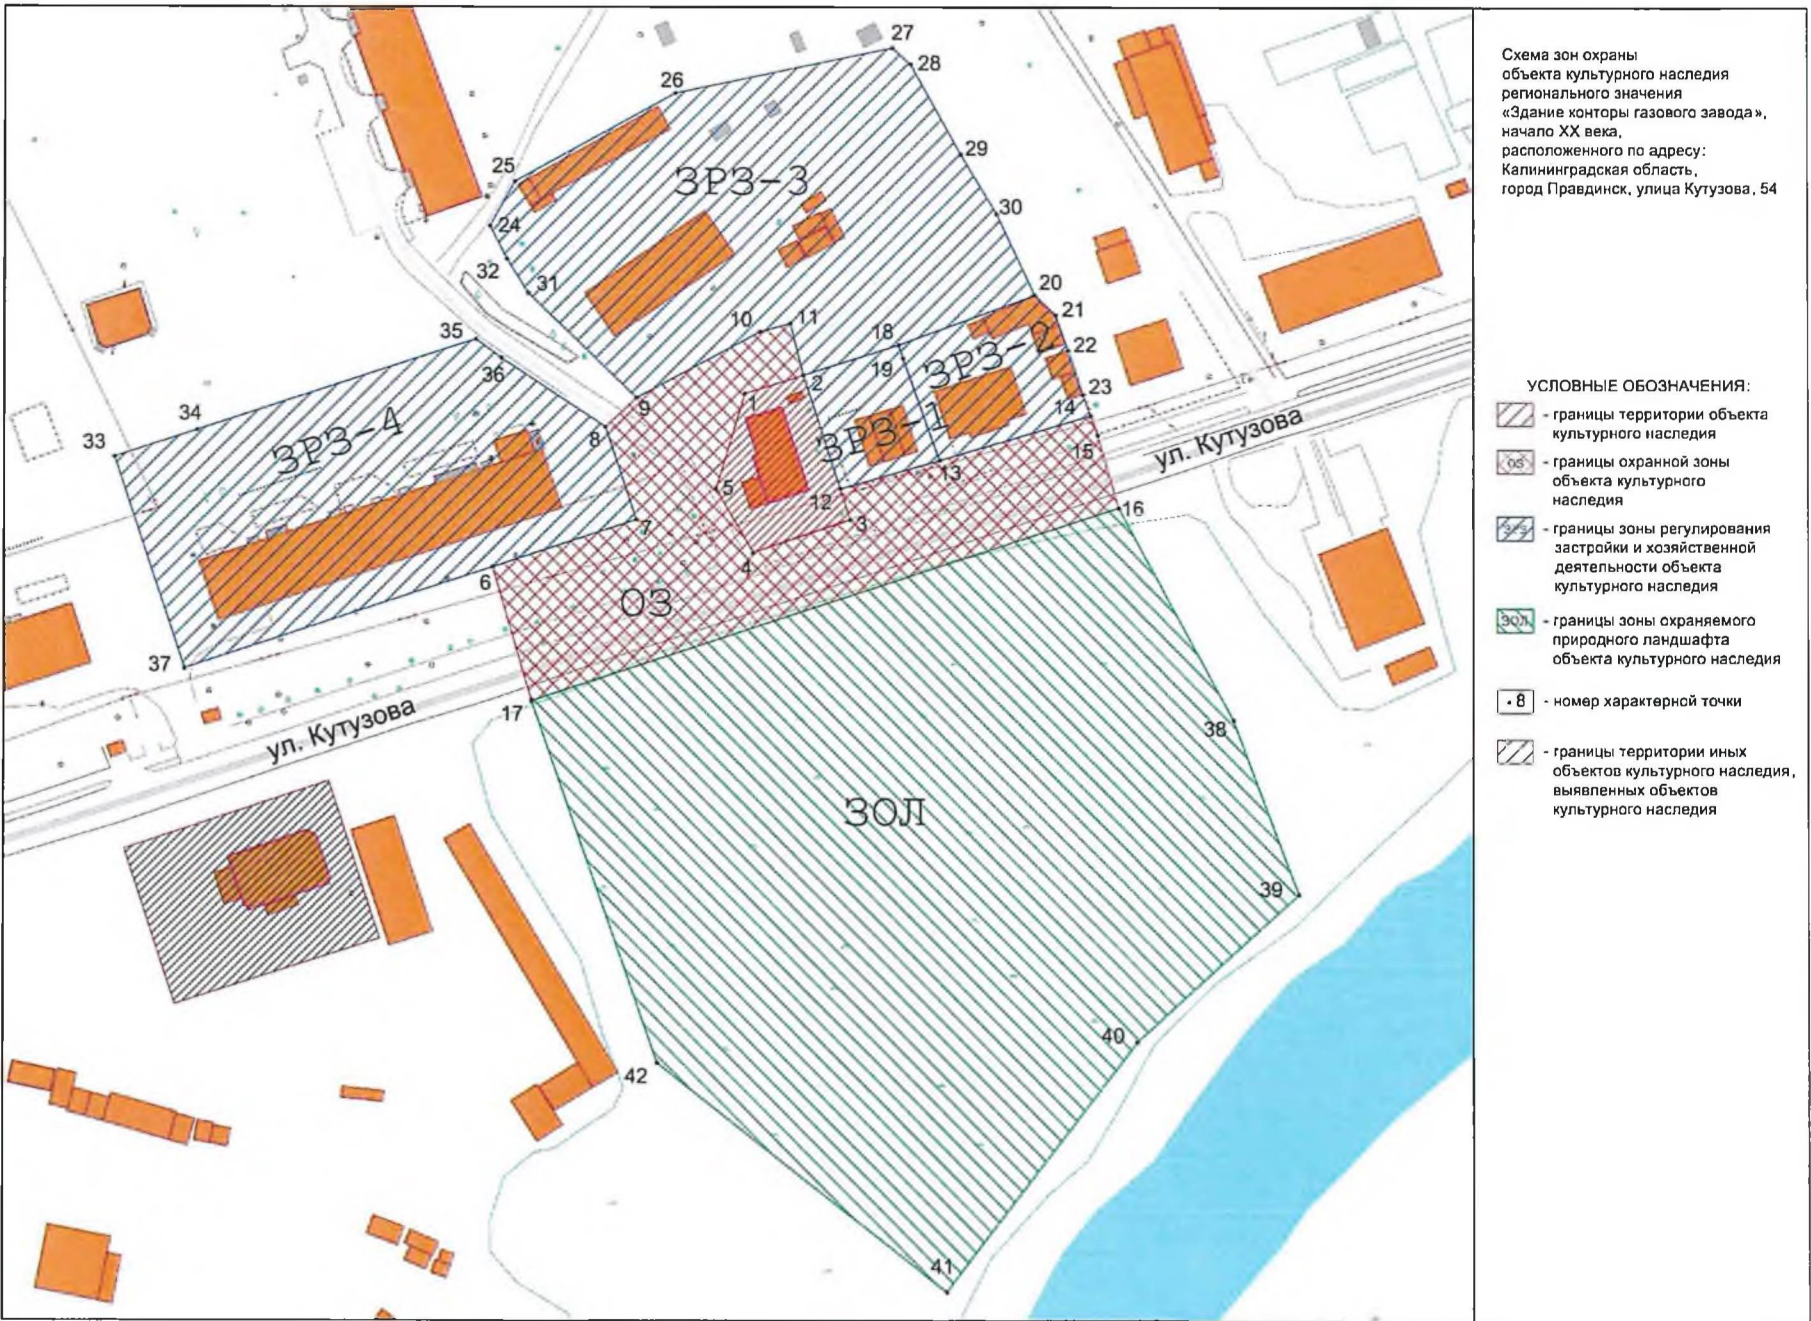 Схема зон охраны
объекта культурного наследия
регионального значения
«Здание конторы газового завода»,
начало XX века,
расположенного по адресу:
Калининградская область,
город Правдинск, улица Кутузова, 54
УСЛОВНЫЕ ОБОЗНАЧЕНИЯ:
- границы территории объекта
культурного наследия
ОЗ - границы охранной зоны
объекта культурного
наследия
ЗРЗ - границы зоны регулирования
застройки и хозяйственной
деятельности объекта
культурного наследия
ЗОЛ - границы зоны охраняемого
природного ландшафта
объекта культурного наследия
8 - номер характерной точки
- границы территории иных
объектов культурного наследия,
выявленных объектов
культурного наследия
27
28
26
29
25
ЗРЗ-3
30
24
32
31
20
21
10
11
35
18
22
36
19
ЗРЗ-2
2
23
1
9
34
14
33
ЗРЗ-4
8
ЗРЗ-1
15
ул. Кутузова
13
5
12
16
3
7
4
6
ОЗ
37
17
ул. Кутузова
38
ЗОЛ
39
40
42
41